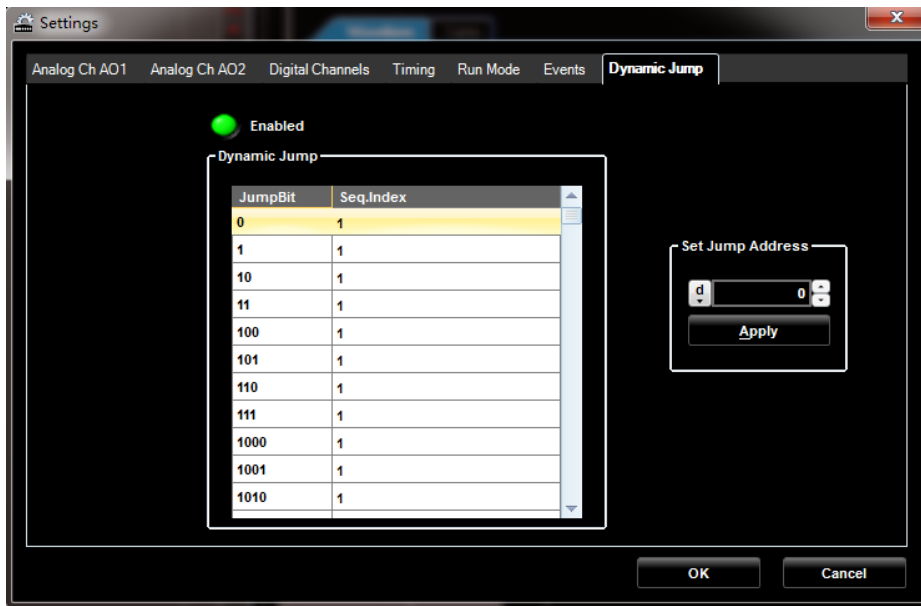 Settings
Analog Ch AO1 Analog Ch AO2 Digital Channels Timing Run Mode Events Dynamic Jump
Enabled
Dynamic Jump
JumpBit Seq.Index
0 1
1 1
10 1
11 1
100 1
101 1
110 1
111 1
1000 1
1001 1
1010 1
Set Jump Address
d 0
Apply
OK Cancel